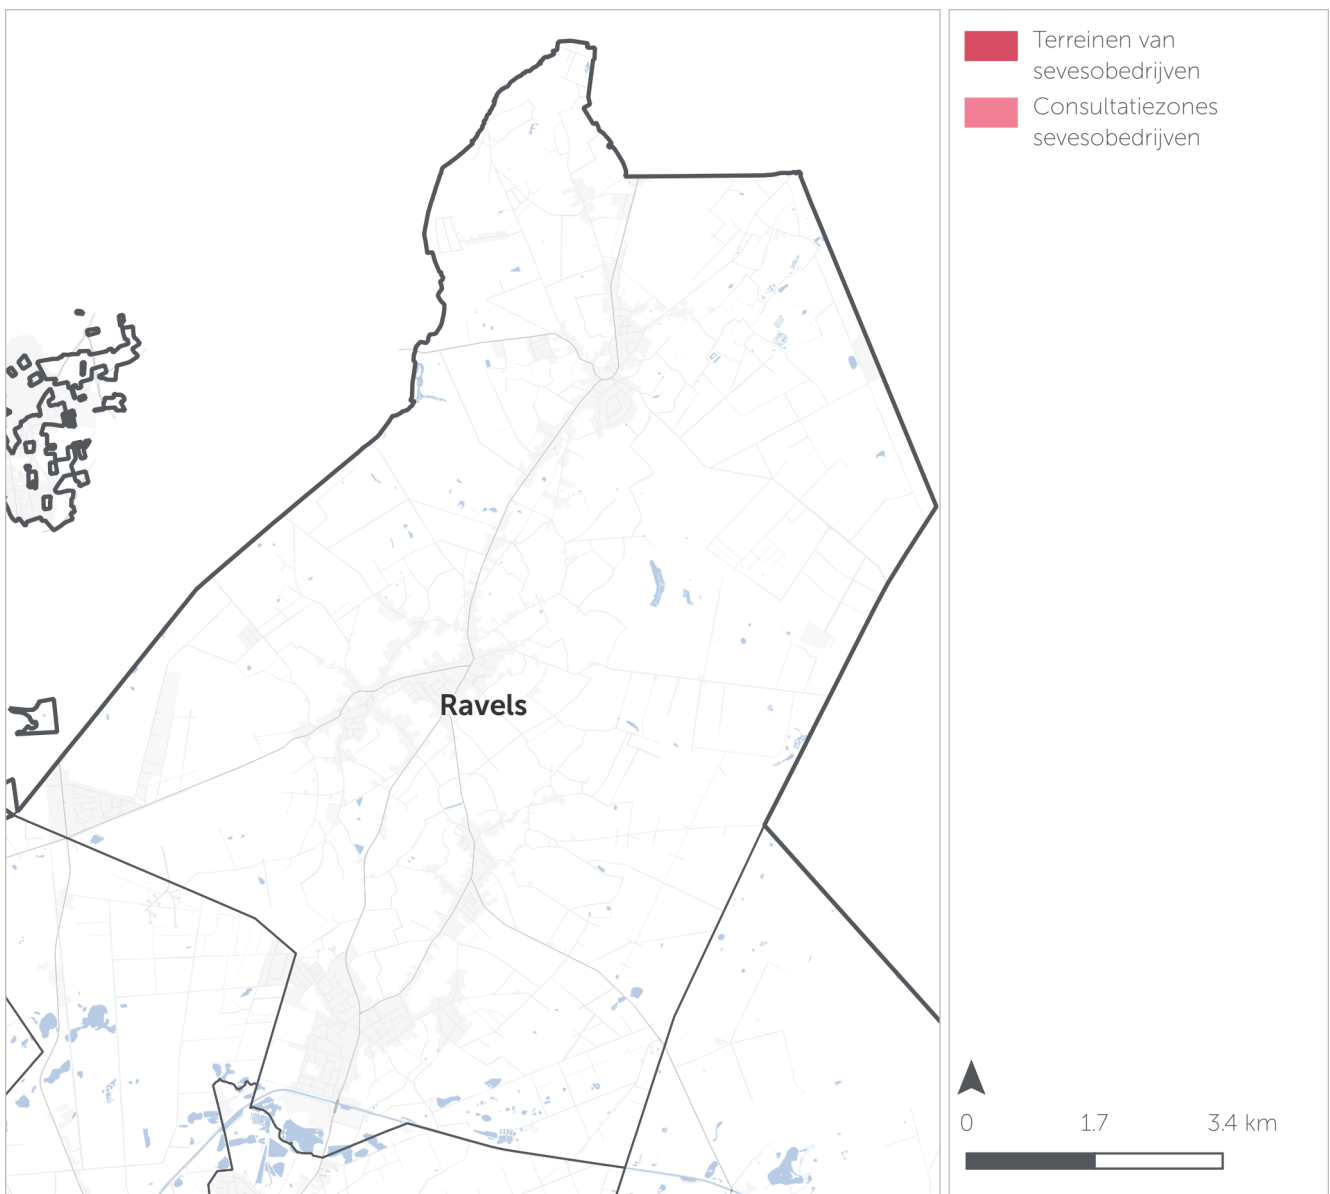 Terreinen van
sevesobedrijven
Consultatiezones
sevesobedrijven
Ravels
0 1.7 3.4 km